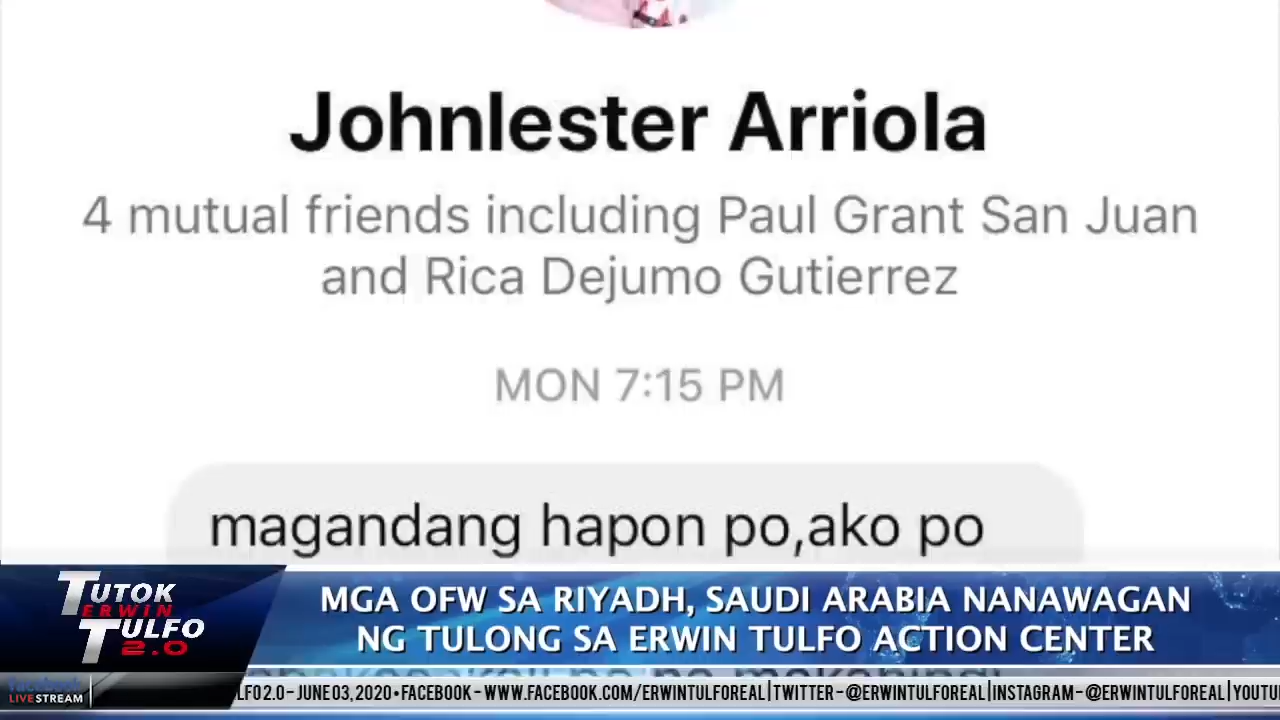 Johnlester Arriola
4 mutual friends including Paul Grant San Juan
and Rica Dejumo Gutierrez
MON 7:15 PM
magandang hapon po,ako po
TUTOK
ERWIN
TULFO
2.0
MGA OFW SA RIYADH, SAUDI ARABIA NANAWAGAN
NG TULONG SA ERWIN TULFO ACTION CENTER
facebook
LIVESTREAM
LFO 2.0 - JUNE 03, 2020 • FACEBOOK - WWW.FACEBOOK.COM/ERWINTULFOREAL | TWITTER - @ERWINTULFOREAL | INSTAGRAM - @ERWINTULFOREAL | YOUTU